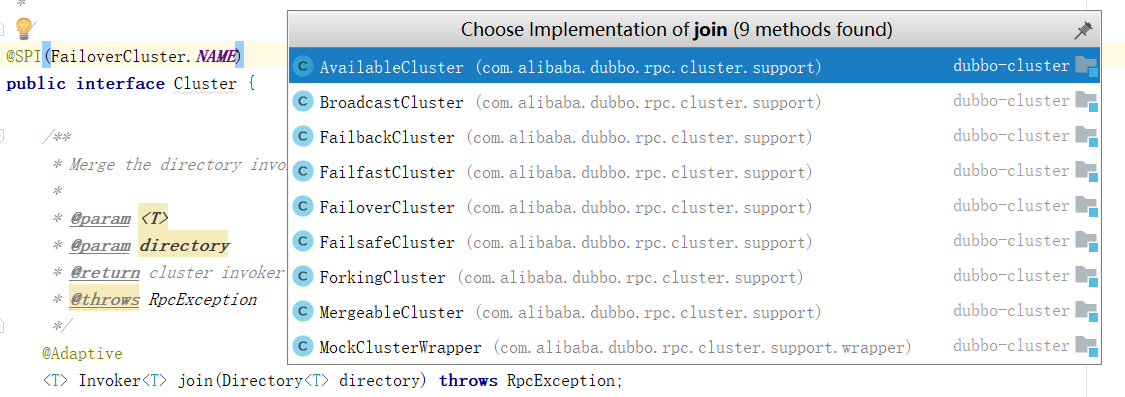 *
*/
@SPI(FailoverCluster.NAME)
public interface Cluster {
/**
* Merge the directory invo
*
* @param <T>
* @param directory
* @return cluster invoker
* @throws RpcException
*/
@Adaptive
<T> Invoker<T> join(Directory<T> directory) throws RpcException;
Choose Implementation of join (9 methods found)
C AvailableCluster (com.alibaba.dubbo.rpc.cluster.support) dubbo-cluster
C BroadcastCluster (com.alibaba.dubbo.rpc.cluster.support) dubbo-cluster
C FailbackCluster (com.alibaba.dubbo.rpc.cluster.support) dubbo-cluster
C FailfastCluster (com.alibaba.dubbo.rpc.cluster.support) dubbo-cluster
C FailoverCluster (com.alibaba.dubbo.rpc.cluster.support) dubbo-cluster
C FailsafeCluster (com.alibaba.dubbo.rpc.cluster.support) dubbo-cluster
C ForkingCluster (com.alibaba.dubbo.rpc.cluster.support) dubbo-cluster
C MergeableCluster (com.alibaba.dubbo.rpc.cluster.support) dubbo-cluster
C MockClusterWrapper (com.alibaba.dubbo.rpc.cluster.support.wrapper) dubbo-cluster